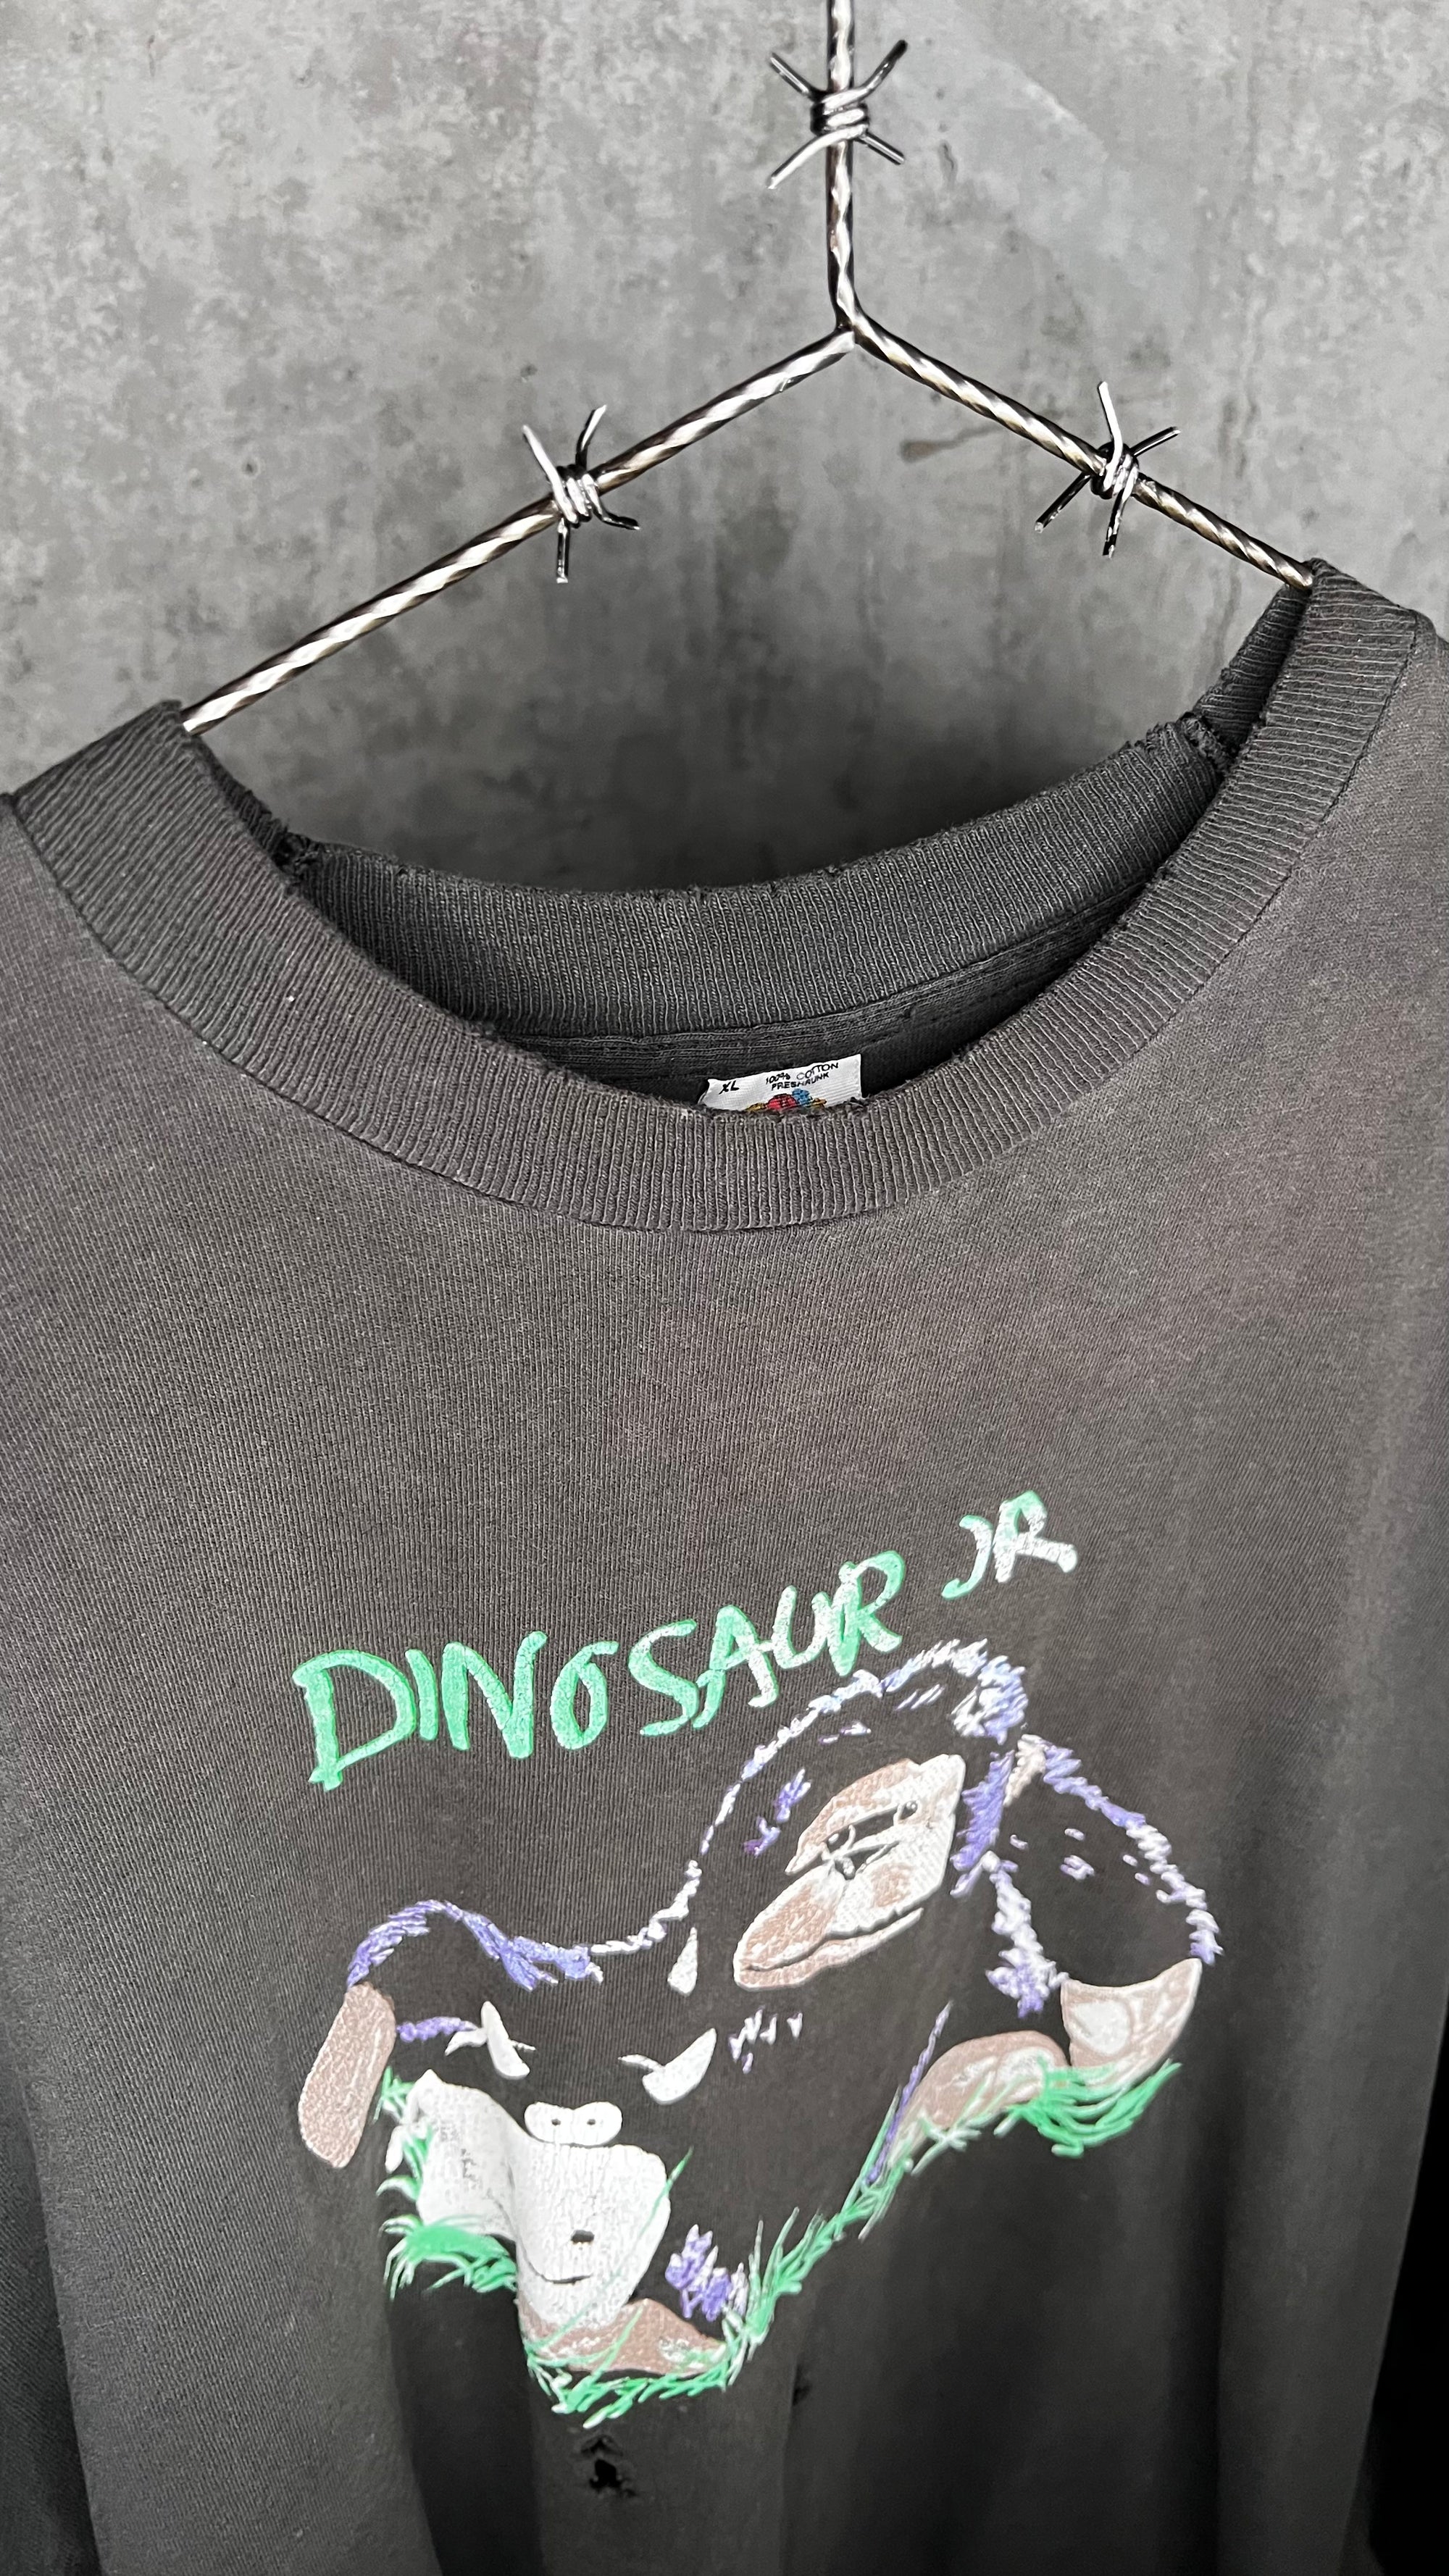 XL 100% COTTON
PRESHRUNK
DINOSAUR JR